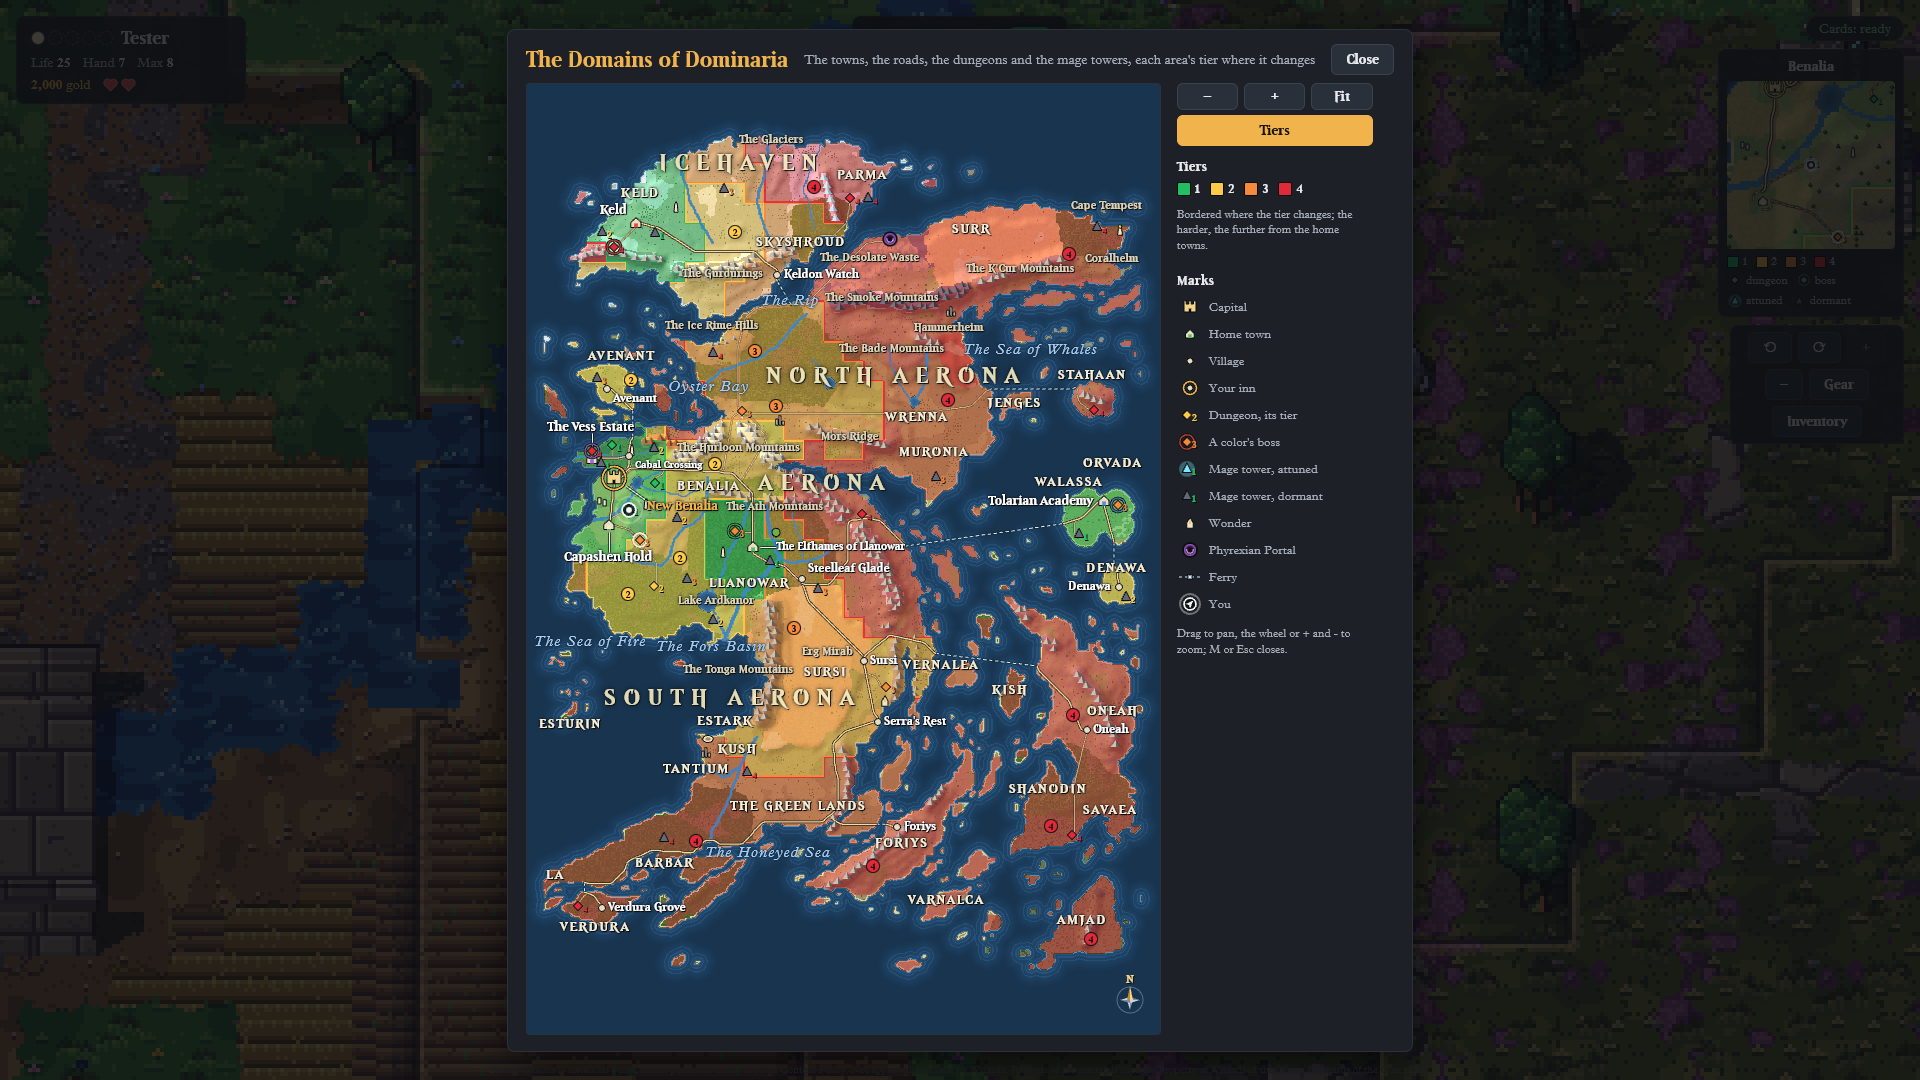 Tester
Life 25 Hand 7 Max 8
2,000 gold
The Domains of Dominaria
The towns, the roads, the dungeons and the mage towers, each area's tier where it changes
Close
Cards: ready
Benalia
1 2 3 4
dungeon boss
attuned dormant
Gear
Inventory
− + Fit
Tiers
Tiers
1 2 3 4
Bordered where the tier changes; the
harder, the further from the home
towns.
Marks
Capital
Home town
Village
Your inn
Dungeon, its tier
A color's boss
Mage tower, attuned
Mage tower, dormant
Wonder
Phyrexian Portal
Ferry
You
Drag to pan, the wheel or + and - to
zoom; M or Esc closes.
The Glaciers
ICEHAVEN
PARMA
KELD
Keld
Cape Tempest
SURR
SKYSHROUD
The Desolate Waste
Coralhelm
The K'Cur Mountains
The Gurdurings
Keldon Watch
The Rip
The Smoke Mountains
The Ice Rime Hills
Hammerheim
The Bade Mountains
The Sea of Whales
AVENANT
NORTH AERONA
STAHAAN
Oyster Bay
Avenant
JENGES
WRENNA
The Vess Estate
Mors Ridge
The Hurloon Mountains
MURONIA
Cabal Crossing
ORVADA
BENALIA
AERONA
WALASSA
Tolarian Academy
New Benalia
The Ath Mountains
Capashen Hold
The Elfhames of Llanowar
Steelleaf Glade
DENAWA
LLANOWAR
Denawa
Lake Ardkanor
The Sea of Fire
The Fors Basin
Erg Mirab
Sursi
VERNALEA
The Tonga Mountains
SURSI
SOUTH AERONA
KISH
ESTURIN
ESTARK
Serra's Rest
ONEAH
Oneah
KUSH
TANTIUM
SHANODIN
THE GREEN LANDS
SAVAEA
Foriys
FORIYS
The Honeyed Sea
BARBAR
LA
VARNALCA
Verdura Grove
VERDURA
AMJAD
N